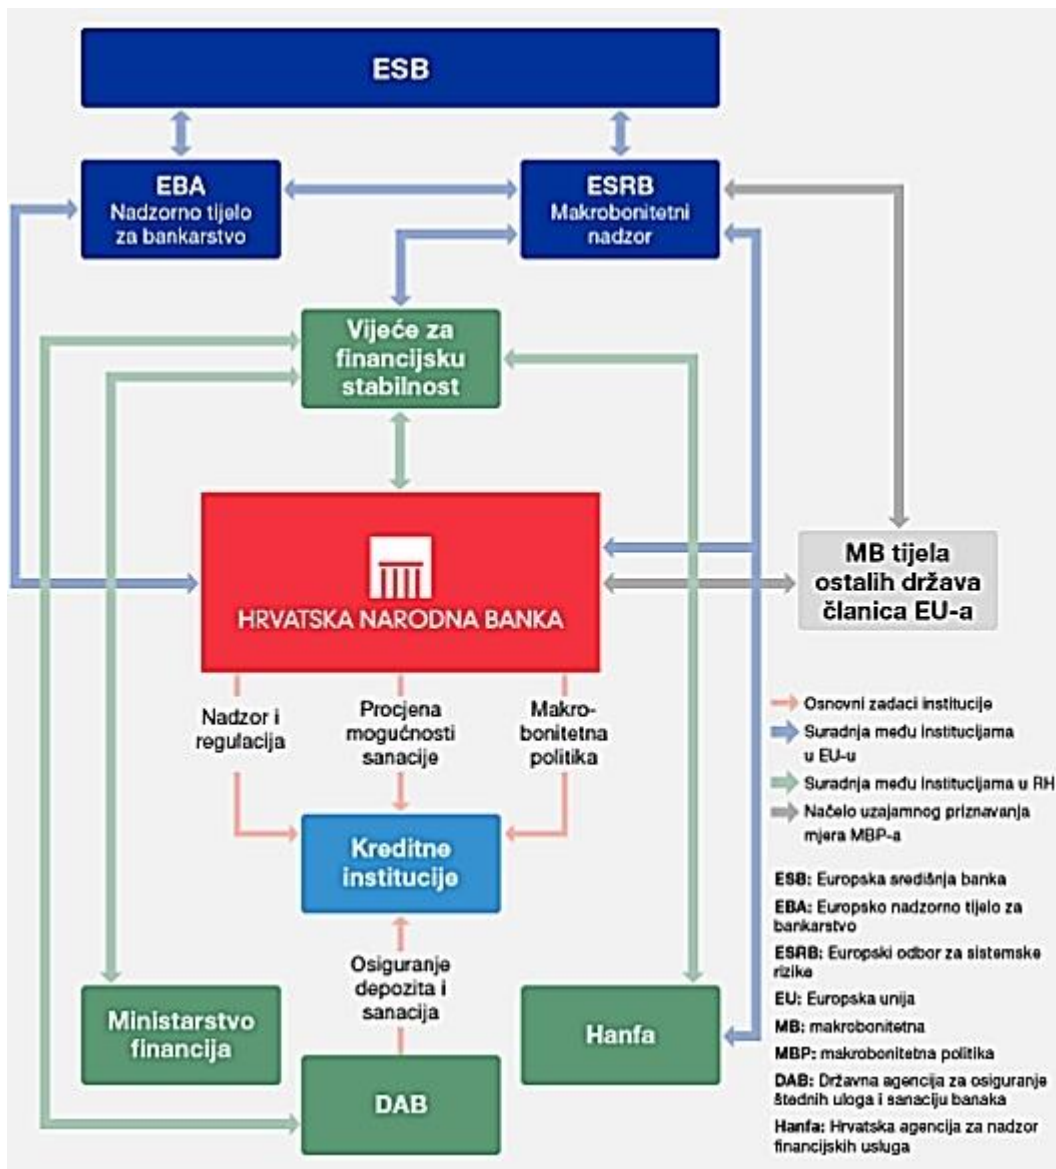 ESB
EBA
Nadzorno tijelo
za bankarstvo
ESRB
Makrobonitetni
nadzor
Vijeće za
financijsku
stabilnost
HRVATSKA NARODNA BANKA
MB tijela
ostalih država
članica EU-a
Nadzor i
regulacija
Procjena
mogućnosti
sanacije
Makro-
bonitetna
politika
Kreditne
institucije
Osiguranje
depozita i
sanacija
Ministarstvo
financija
DAB
Hanfa
Osnovni zadaci institucije
Suradnja među institucijama
u EU-u
Suradnja među institucijama u RH
Načelo uzajamnog priznavanja
mjera MBP-a
ESB: Europska središnja banka
EBA: Europsko nadzorno tijelo za
bankarstvo
ESRB: Europski odbor za sistemske
rizike
EU: Europska unija
MB: makrobonitetna
MBP: makrobonitetna politika
DAB: Državna agencija za osiguranje
štednih uloga i sanaciju banaka
Hanfa: Hrvatska agencija za nadzor
financijskih usluga